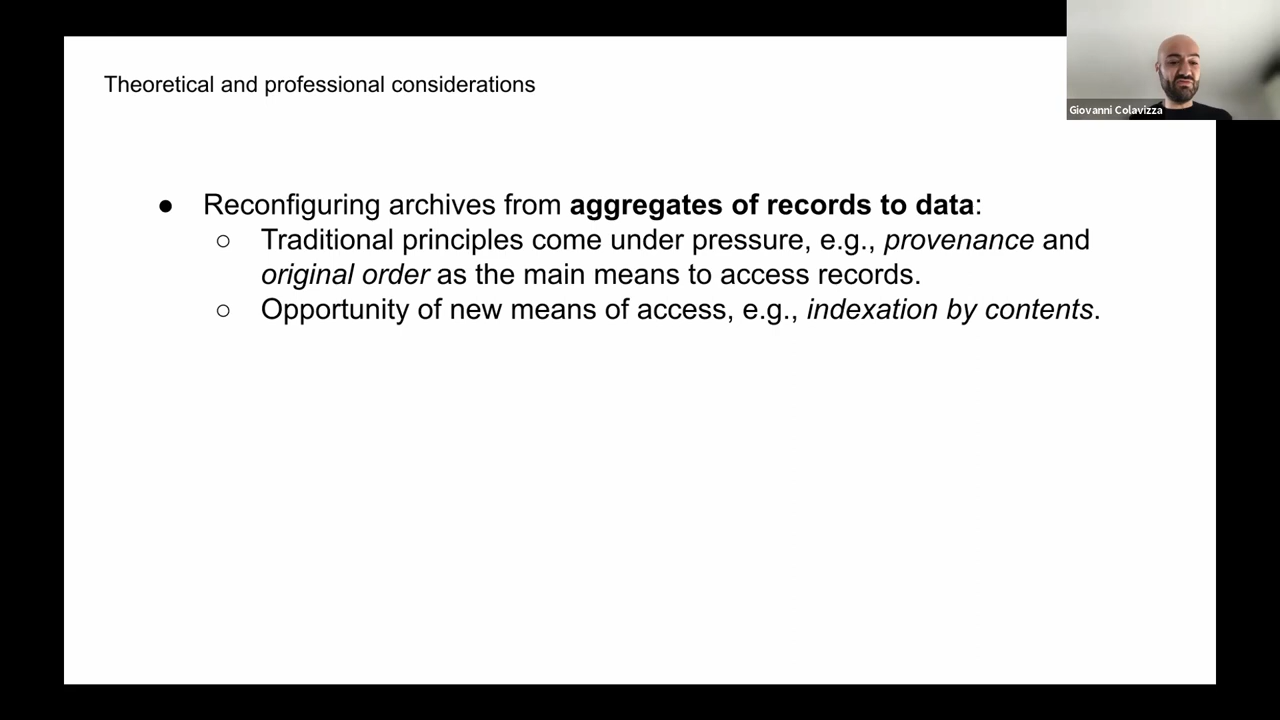 Theoretical and professional considerations
Giovanni Colavizza
● Reconfiguring archives from aggregates of records to data:
○ Traditional principles come under pressure, e.g., provenance and
original order as the main means to access records.
○ Opportunity of new means of access, e.g., indexation by contents.